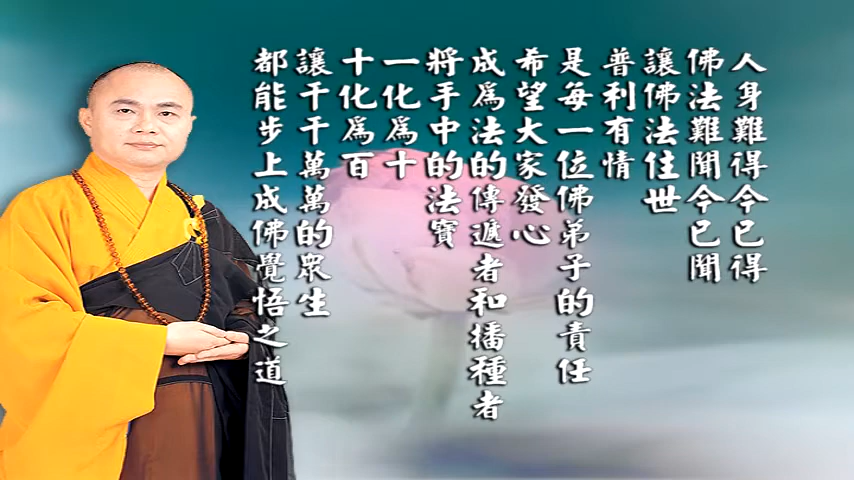 人身難得今已得
佛法難聞今已聞
讓佛法住世
普利有情
是每一位佛弟子的責任
希望大家發心
成為法的傳遞者和播種者
將手中的法寶
一化為十
十化為百
讓千千萬萬的眾生
都能步上成佛覺悟之道